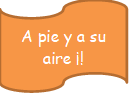 A pie y a su
aire ¡!